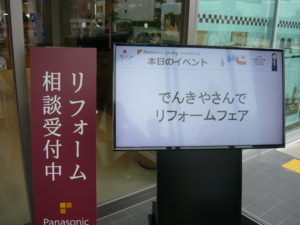 リフォーム
相談受付中
Panasonic
Panasonic
本日のイベント
でんきやさんで
リフォームフェア